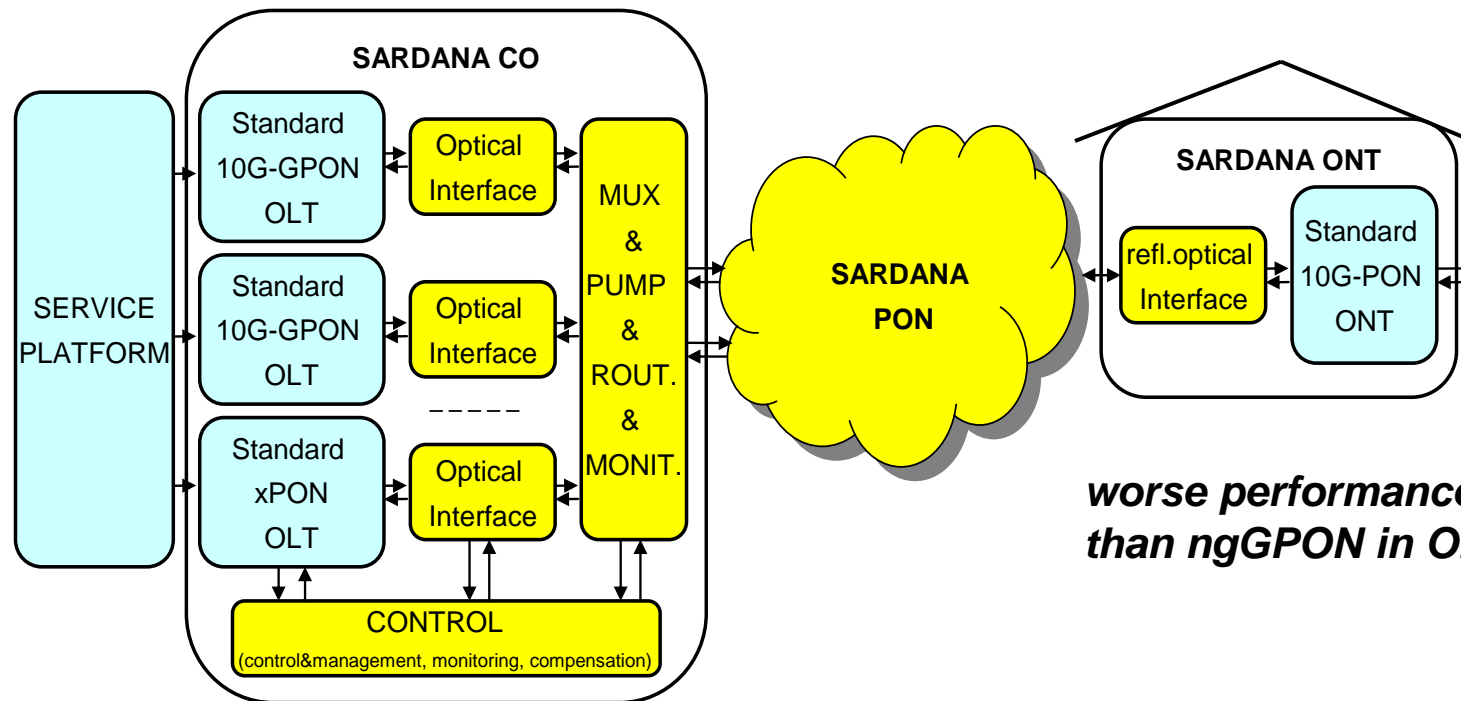 SARDANA CO
SERVICE
PLATFORM
Standard
10G-GPON
OLT
Optical
Interface
Standard
10G-GPON
OLT
Optical
Interface
-----
Standard
xPON
OLT
Optical
Interface
MUX
&
PUMP
&
ROUT.
&
MONIT.
CONTROL
(control&management, monitoring, compensation)
SARDANA
PON
SARDANA ONT
refl.optical
Interface
Standard
10G-PON
ONT
worse performance
than ngGPON in